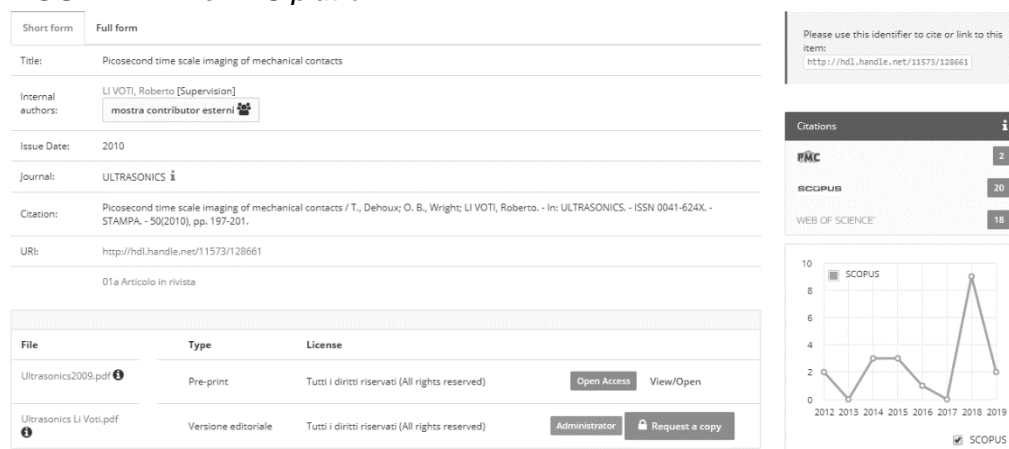 Short form Full form
Title: Picosecond time scale imaging of mechanical contacts
Internal authors: LI VOTI, Roberto [Supervision]
mostra contributor esterni
Issue Date: 2010
Journal: ULTRASONICS
Citation: Picosecond time scale imaging of mechanical contacts / T., Dehoux; O. B., Wright; LI VOTI, Roberto. - In: ULTRASONICS. - ISSN 0041-624X. -
STAMPA. - 50(2010), pp. 197-201.
URI: http://hdl.handle.net/11573/128661
01a Articolo in rivista
File Type License
Ultrasonics2009.pdf Pre-print Tutti i diritti riservati (All rights reserved) Open Access View/Open
Ultrasonics Li Voti.pdf Versione editoriale Tutti i diritti riservati (All rights reserved) Administrator Request a copy
Please use this identifier to cite or link to this
item:
http://hdl.handle.net/11573/128661
Citations
PMC 2
SCOPUS 20
WEB OF SCIENCE 18
SCOPUS
10
8
6
4
2
0
2012 2013 2014 2015 2016 2017 2018 2019
SCOPUS